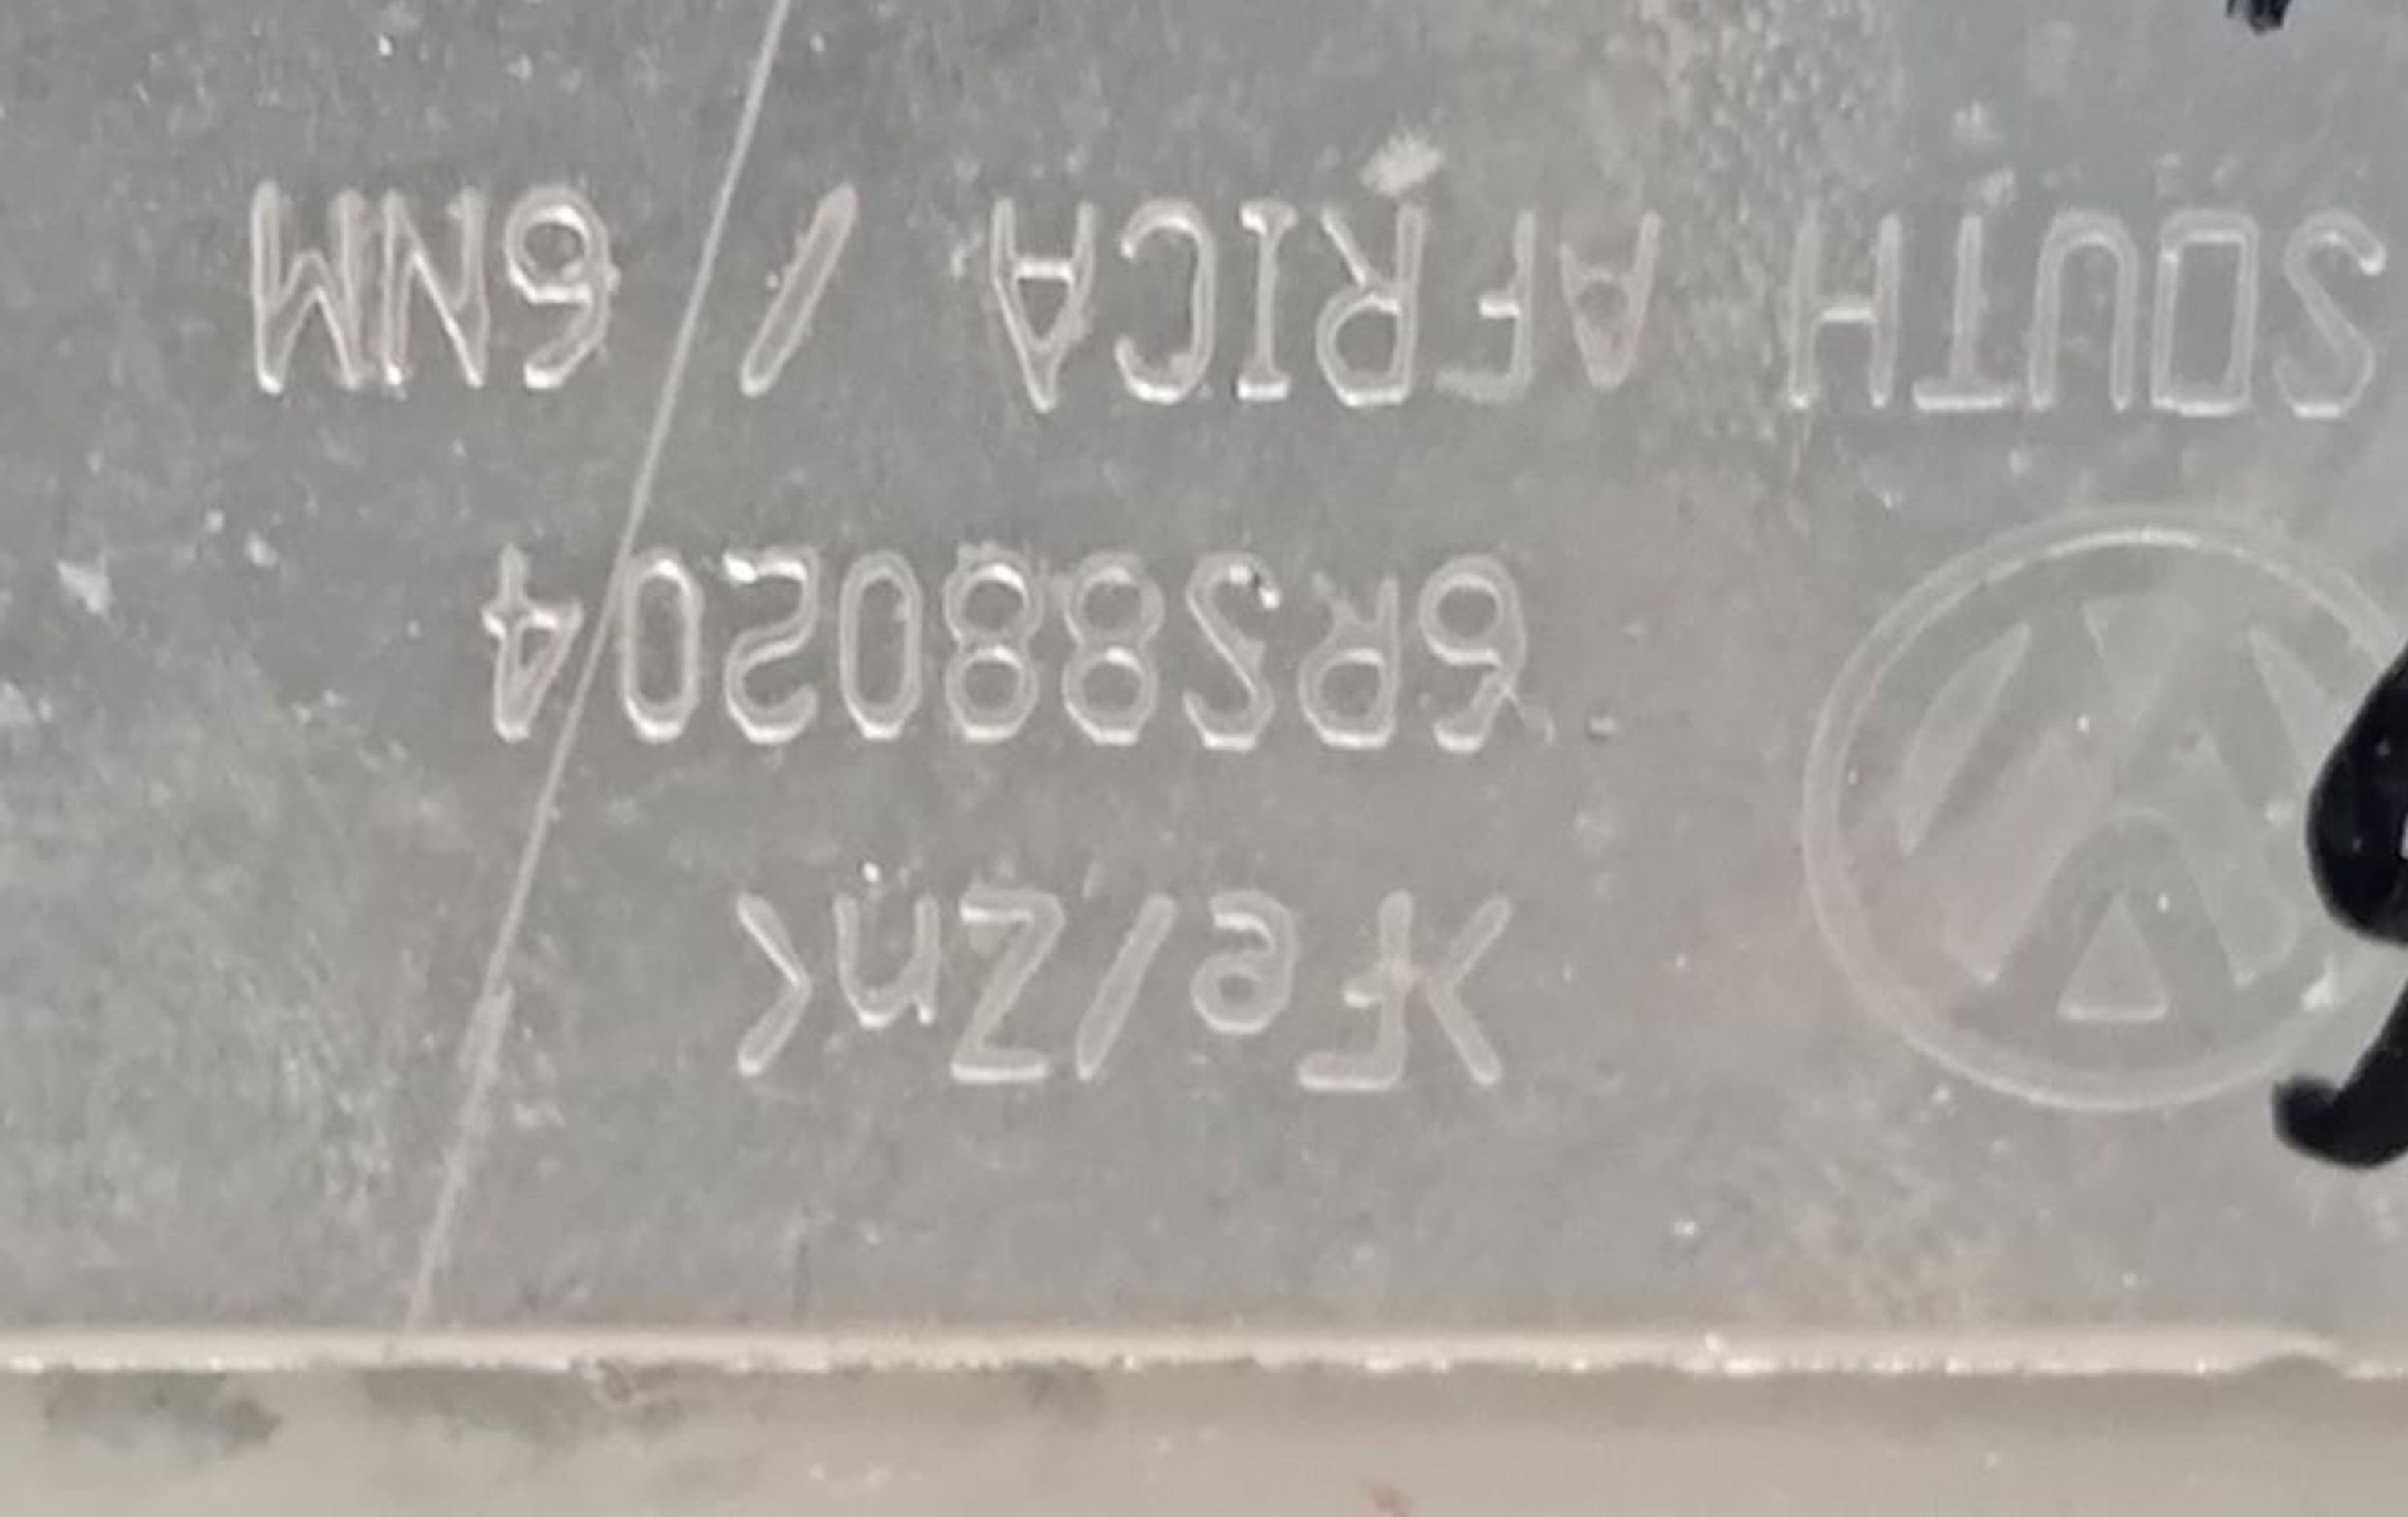 >Fe/Zn<
6RS880204
SOUTH AFRICA / 6NM